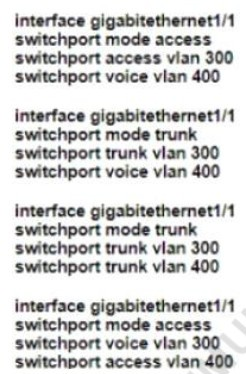 interface gigabitethernet1/1
switchport mode access
switchport access vlan 300
switchport voice vlan 400
interface gigabitethernet1/1
switchport mode trunk
switchport trunk vlan 300
switchport voice vlan 400
interface gigabitethernet1/1
switchport mode trunk
switchport trunk vlan 300
switchport trunk vlan 400
interface gigabitethernet1/1
switchport mode access
switchport voice vlan 300
switchport access vlan 400